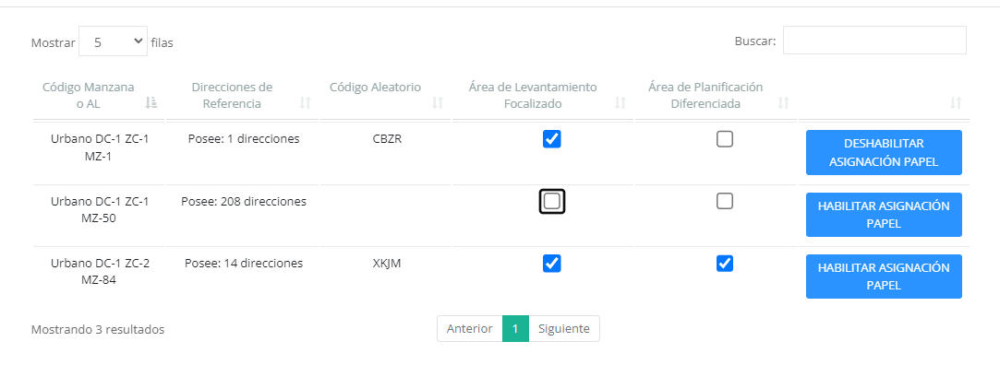 Mostrar 5 filas
Buscar:
Código Manzana o AL
Direcciones de Referencia
Código Aleatorio
Área de Levantamiento Focalizado
Área de Planificación Diferenciada
Urbano DC-1 ZC-1 MZ-1
Posee: 1 direcciones
CBZR
DESHABILITAR ASIGNACIÓN PAPEL
Urbano DC-1 ZC-1 MZ-50
Posee: 208 direcciones
HABILITAR ASIGNACIÓN PAPEL
Urbano DC-1 ZC-2 MZ-84
Posee: 14 direcciones
XKJM
HABILITAR ASIGNACIÓN PAPEL
Mostrando 3 resultados
Anterior 1 Siguiente